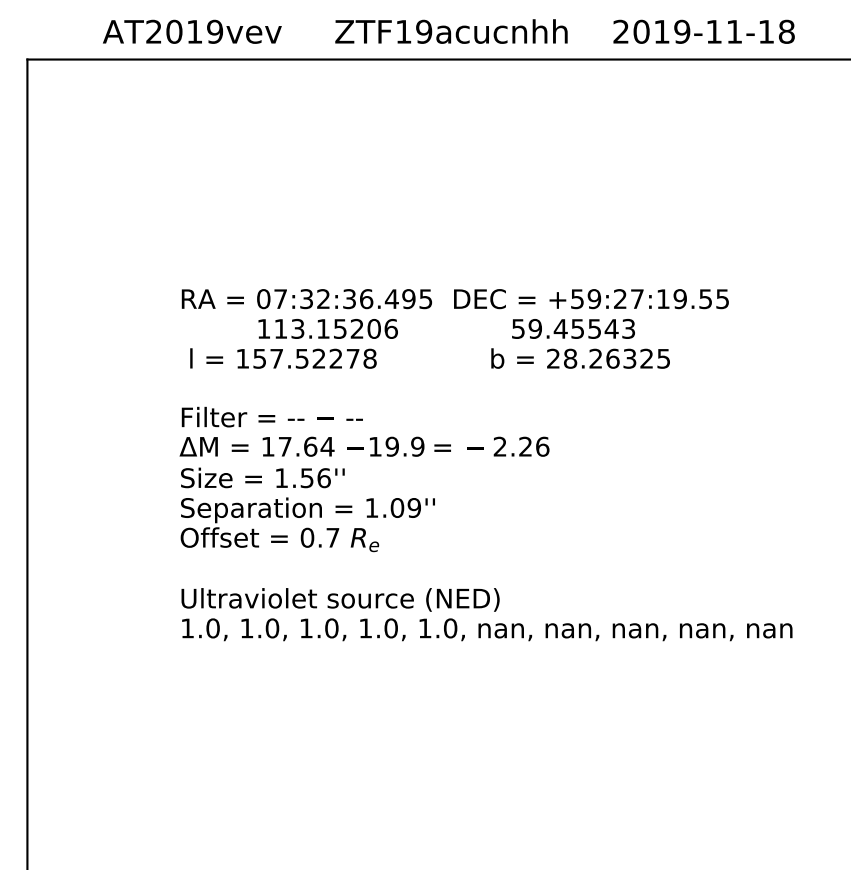 AT2019vev ZTF19acucnhh 2019-11-18
RA = 07:32:36.495 DEC = +59:27:19.55
113.15206 59.45543
l = 157.52278 b = 28.26325
Filter = -- − --
ΔM = 17.64 −19.9 = −2.26
Size = 1.56''
Separation = 1.09''
Offset = 0.7 Re
Ultraviolet source (NED)
1.0, 1.0, 1.0, 1.0, 1.0, nan, nan, nan, nan, nan